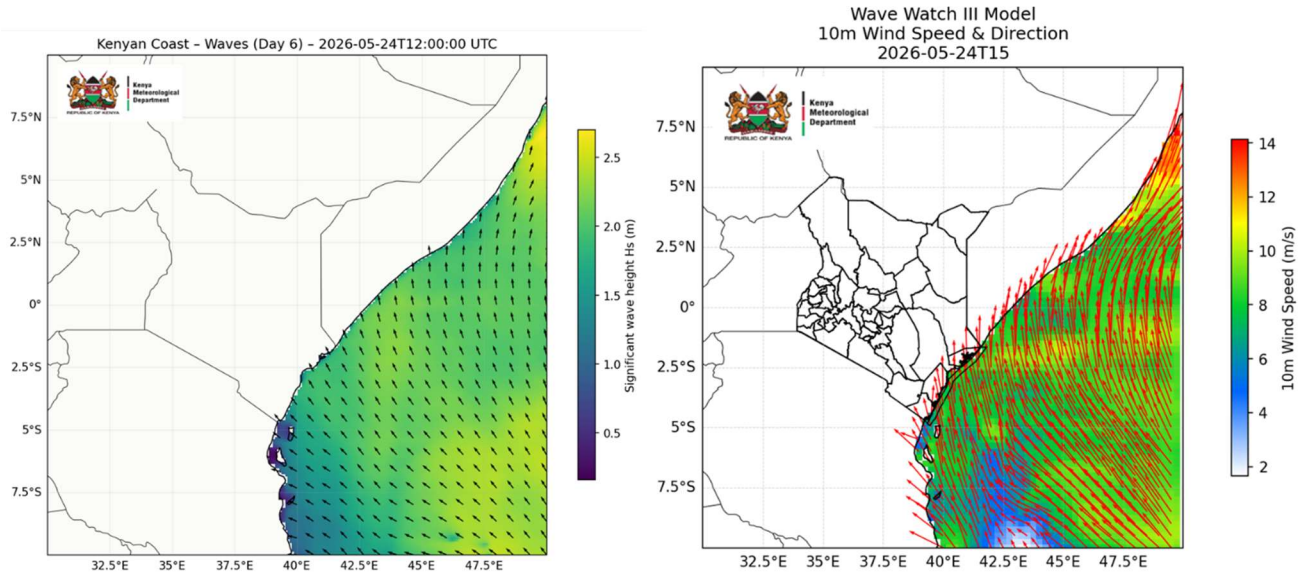 Kenyan Coast – Waves (Day 6) – 2026-05-24T12:00:00 UTC
Kenya
Meteorological
Department
REPUBLIC OF KENYA
7.5°N
5°N
2.5°N
0°
2.5°S
5°S
7.5°S
32.5°E 35°E 37.5°E 40°E 42.5°E 45°E 47.5°E
2.5
2.0
1.5
1.0
0.5
Significant wave height Hs (m)
Wave Watch III Model
10m Wind Speed & Direction
2026-05-24T15
Kenya
Meteorological
Department
REPUBLIC OF KENYA
7.5°N
5°N
2.5°N
0°
2.5°S
5°S
7.5°S
32.5°E 35°E 37.5°E 40°E 42.5°E 45°E 47.5°E
14
12
10
8
6
4
2
10m Wind Speed (m/s)